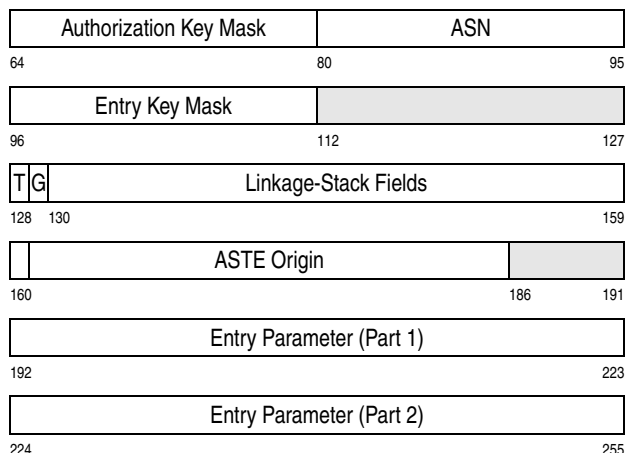 Authorization Key Mask ASN
64 80 95
Entry Key Mask
96 112 127
T G Linkage-Stack Fields
128 130 159
ASTE Origin
160 186 191
Entry Parameter (Part 1)
192 223
Entry Parameter (Part 2)
224 255